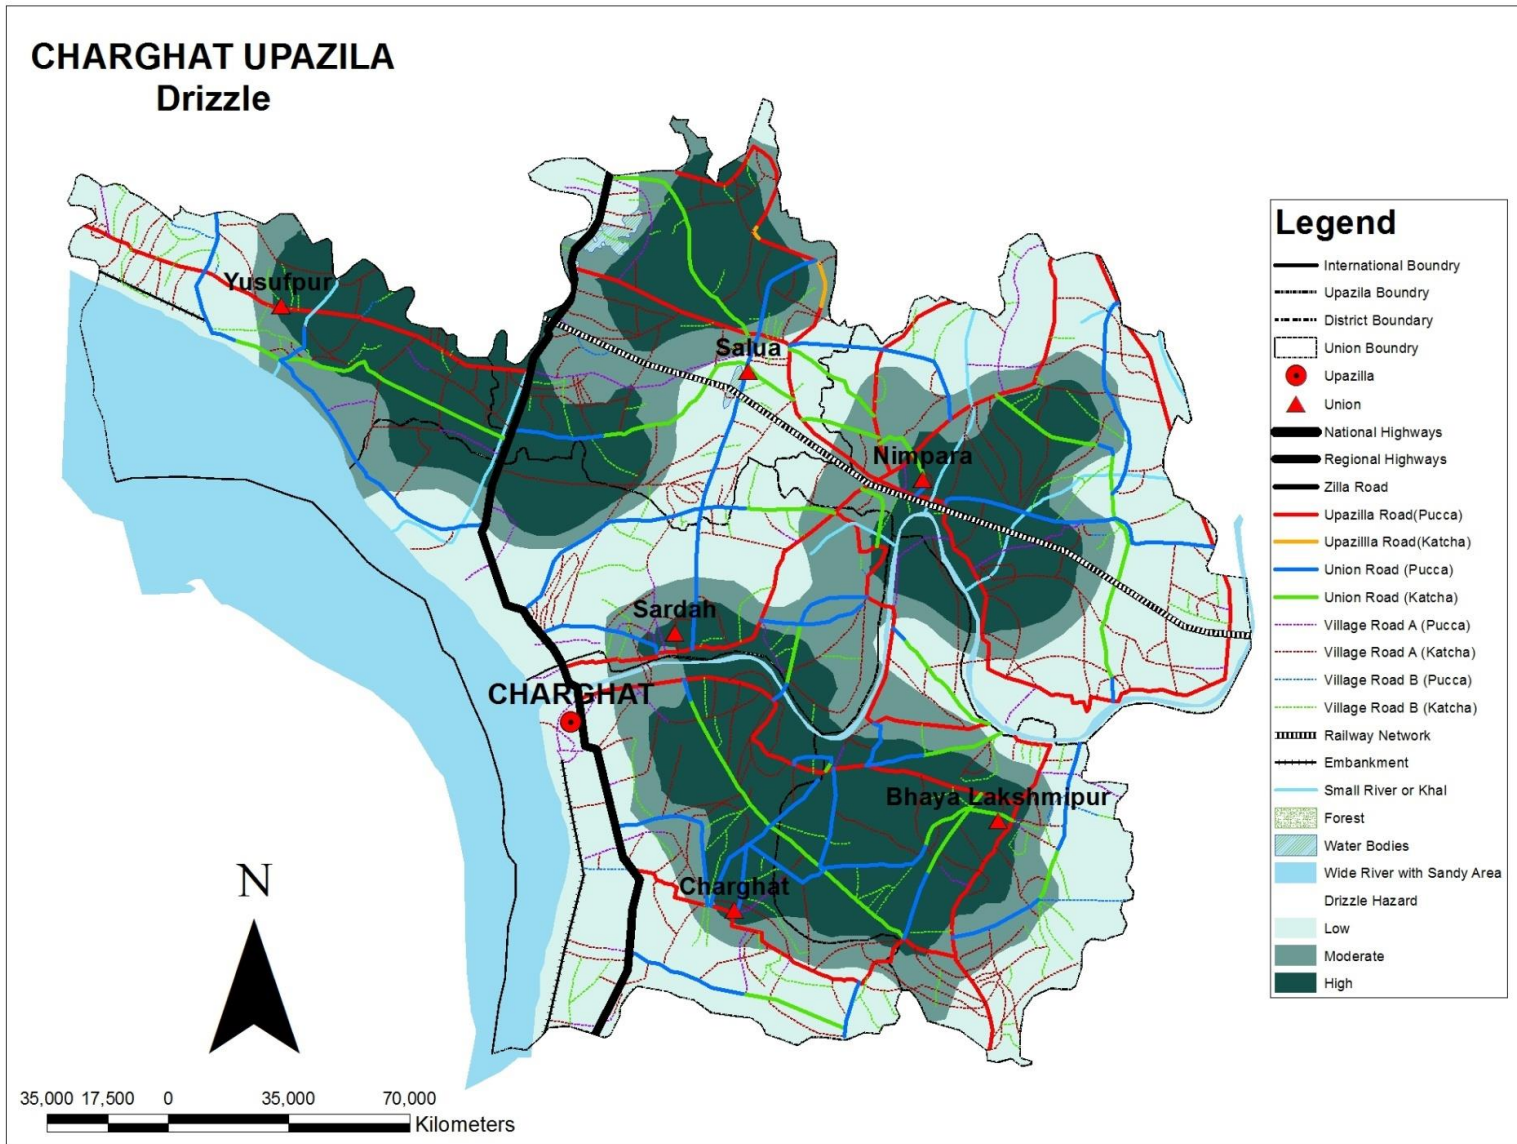 CHARGHAT UPAZILA
Drizzle
Yusufpur
Salua
Nimpara
Sardah
CHARGHAT
Bhaya Lakshmipur
Charghat
N
35,000 17,500 0 35,000 70,000
Kilometers
Legend
International Boundry
Upazila Boundry
District Boundary
Union Boundry
Upazilla
Union
National Highways
Regional Highways
Zilla Road
Upazilla Road(Pucca)
Upazillla Road(Katcha)
Union Road (Pucca)
Union Road (Katcha)
Village Road A (Pucca)
Village Road A (Katcha)
Village Road B (Pucca)
Village Road B (Katcha)
Railway Network
Embankment
Small River or Khal
Forest
Water Bodies
Wide River with Sandy Area
Drizzle Hazard
Low
Moderate
High